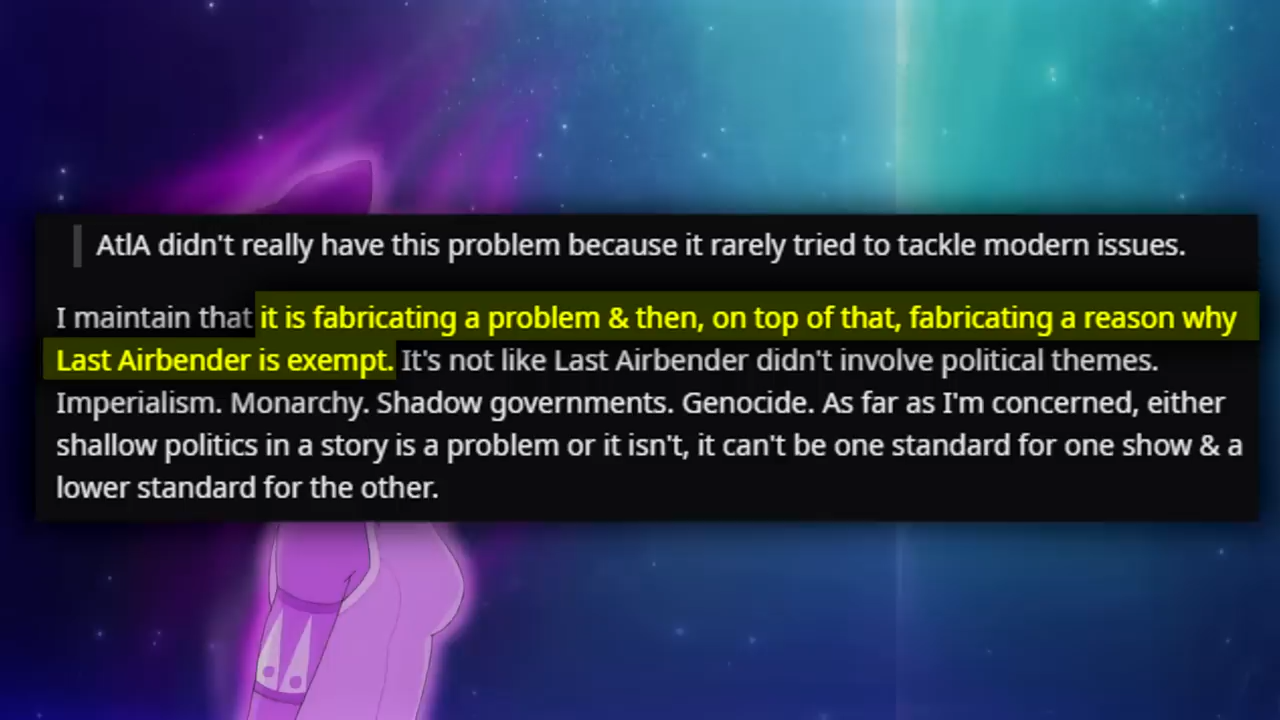 AtlA didn't really have this problem because it rarely tried to tackle modern issues.
I maintain that it is fabricating a problem & then, on top of that, fabricating a reason why
Last Airbender is exempt. It's not like Last Airbender didn't involve political themes.
Imperialism. Monarchy. Shadow governments. Genocide. As far as I'm concerned, either
shallow politics in a story is a problem or it isn't, it can't be one standard for one show & a
lower standard for the other.